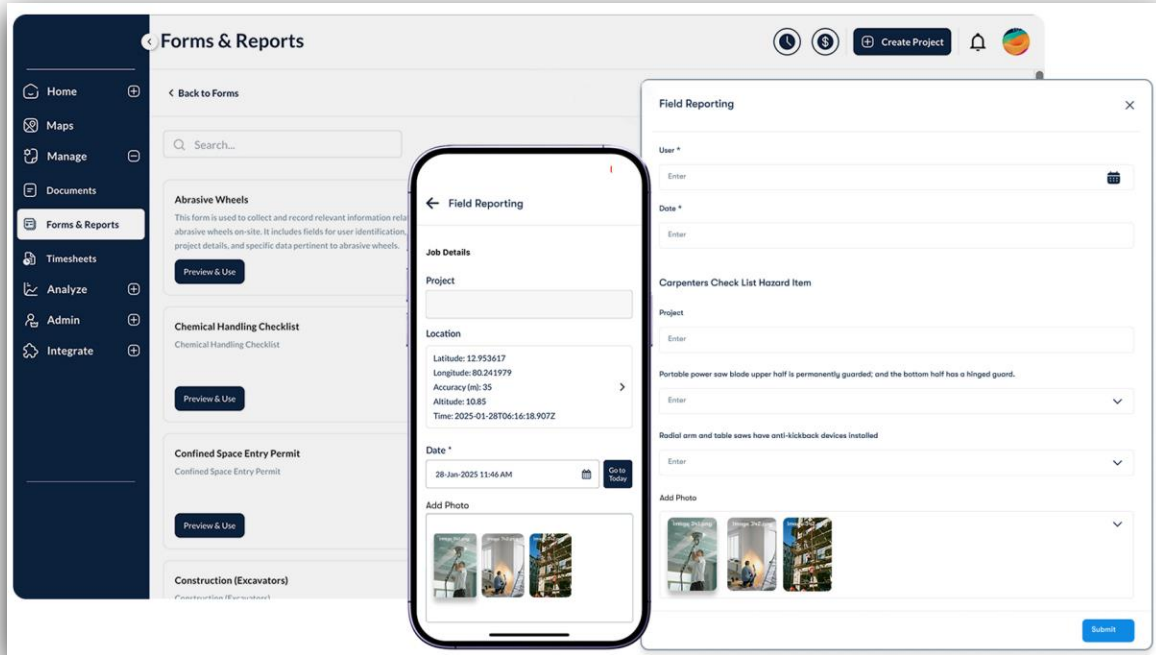 Forms & Reports
Create Project
Home
Maps
Manage
Documents
Forms & Reports
Timesheets
Analyze
Admin
Integrate
Back to Forms
Search...
Abrasive Wheels
This form is used to collect and record relevant information rela
abrasive wheels on-site. It includes fields for user identification,
project details, and specific data pertinent to abrasive wheels.
Preview & Use
Chemical Handling Checklist
Chemical Handling Checklist
Preview & Use
Confined Space Entry Permit
Confined Space Entry Permit
Preview & Use
Construction (Excavators)
Construction (Excavators)
Field Reporting
Job Details
Project
Location
Latitude: 12.953617
Longitude: 80.241979
Accuracy (m): 35
Altitude: 10.85
Time: 2025-01-28T06:16:18.907Z
Date *
28-Jan-2025 11:46 AM
Go to
Today
Add Photo
Field Reporting
User *
Enter
Date *
Enter
Carpenters Check List Hazard Item
Project
Enter
Portable power saw blade upper half is permanently guarded; and the bottom half has a hinged guard.
Enter
Radial arm and table saws have anti-kickback devices installed
Enter
Add Photo
Submit